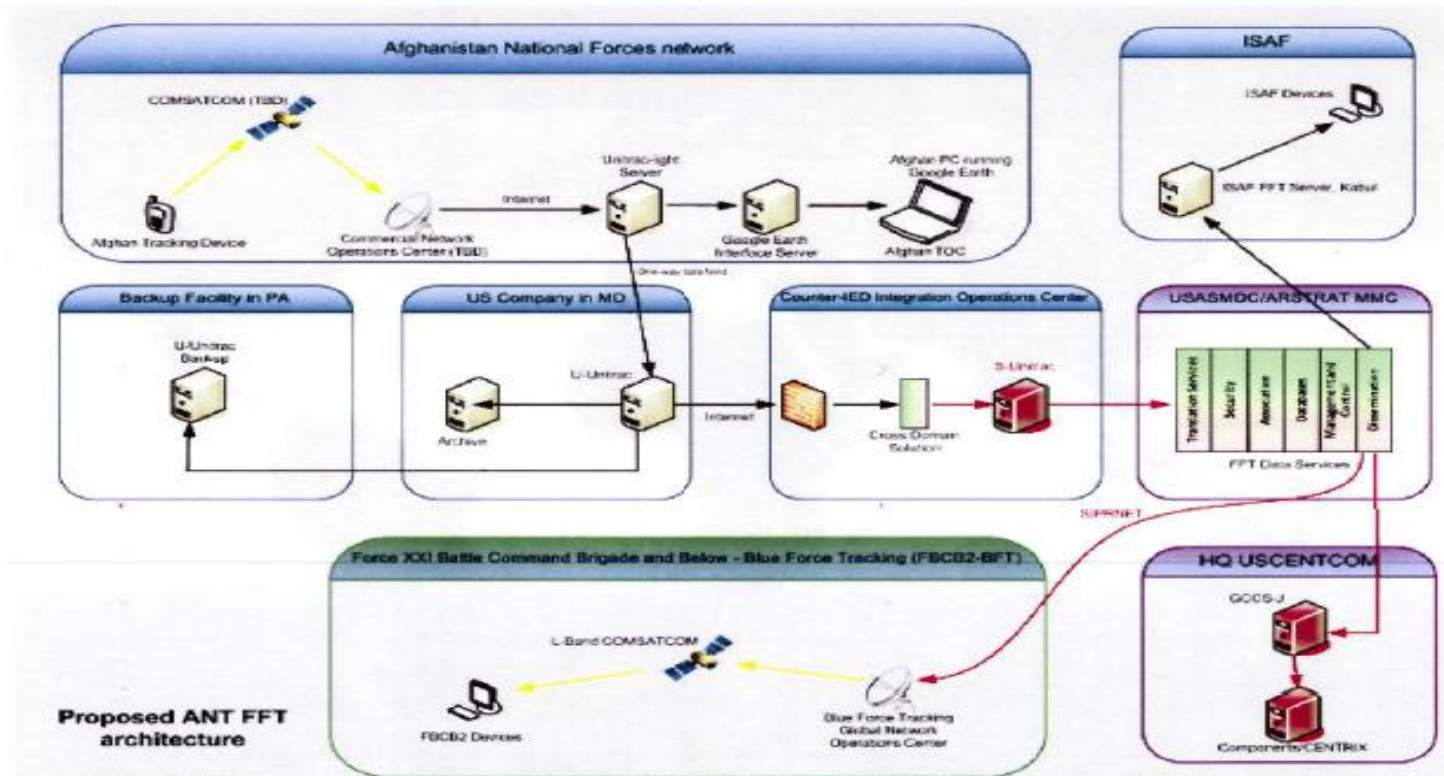 Afghanistan National Forces network
COMSATCOM (TBD)
Afghan Tracking Device
Commercial Network
Operations Center (TBD)
Internet
Unitrac-light
Server
Google Earth
Interface Server
Afghan PC running
Google Earth
Afghan TOC
One-way data feed
ISAF
ISAF Devices
ISAF FFT Server, Kabul
Backup Facility in PA
U-Unitrac
Backup
US Company in MD
U-Unitrac
Archive
Internet
Counter-IED Integration Operations Center
Cross Domain
Solution
S-Unitrac
USASMDC/ARSTRAT MMC
Translation Services
Security
Association
Databases
Management and
Control
Dissemination
FFT Data Services
SIPRNET
Force XXI Battle Command Brigade and Below - Blue Force Tracking (FBCB2-BFT)
L-Band COMSATCOM
FBCB2 Devices
Blue Force Tracking
Global Network
Operations Center
HQ USCENTCOM
GCCS-J
Components/CENTRIX
Proposed ANT FFT
architecture